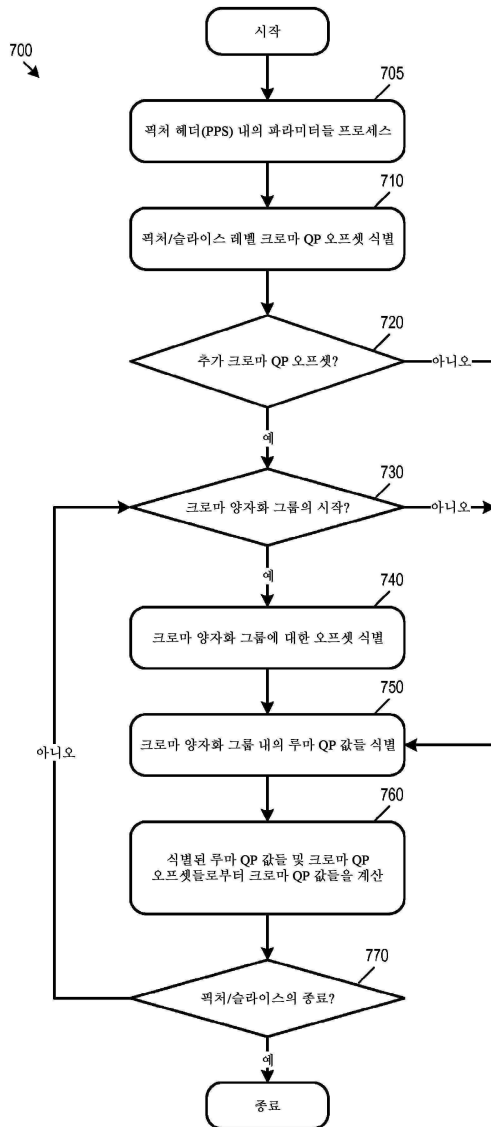 시작
700
705
픽처 헤더(PPS) 내의 파라미터들 프로세스
710
픽처/슬라이스 레벨 크로마 QP 오프셋 식별
720
추가 크로마 QP 오프셋?
아니오
예
730
크로마 양자화 그룹의 시작?
아니오
예
740
크로마 양자화 그룹에 대한 오프셋 식별
750
크로마 양자화 그룹 내의 루마 QP 값들 식별
아니오
760
식별된 루마 QP 값들 및 크로마 QP
오프셋들로부터 크로마 QP 값들을 계산
770
픽처/슬라이스의 종료?
예
종료